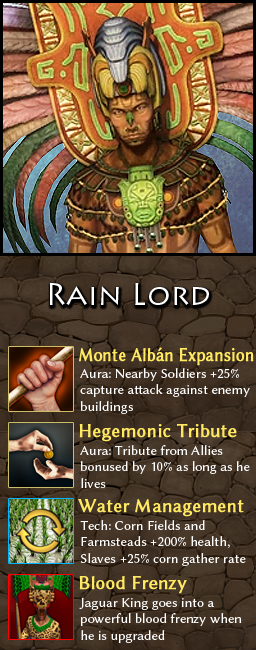 Rain Lord
Monte Albán Expansion
Aura: Nearby Soldiers +25%
capture attack against enemy
buildings
Hegemonic Tribute
Aura: Tribute from Allies
bonused by 10% as long as he
lives
Water Management
Tech: Corn Fields and
Farmsteads +200% health,
Slaves +25% corn gather rate
Blood Frenzy
Jaguar King goes into a
powerful blood frenzy when
he is upgraded